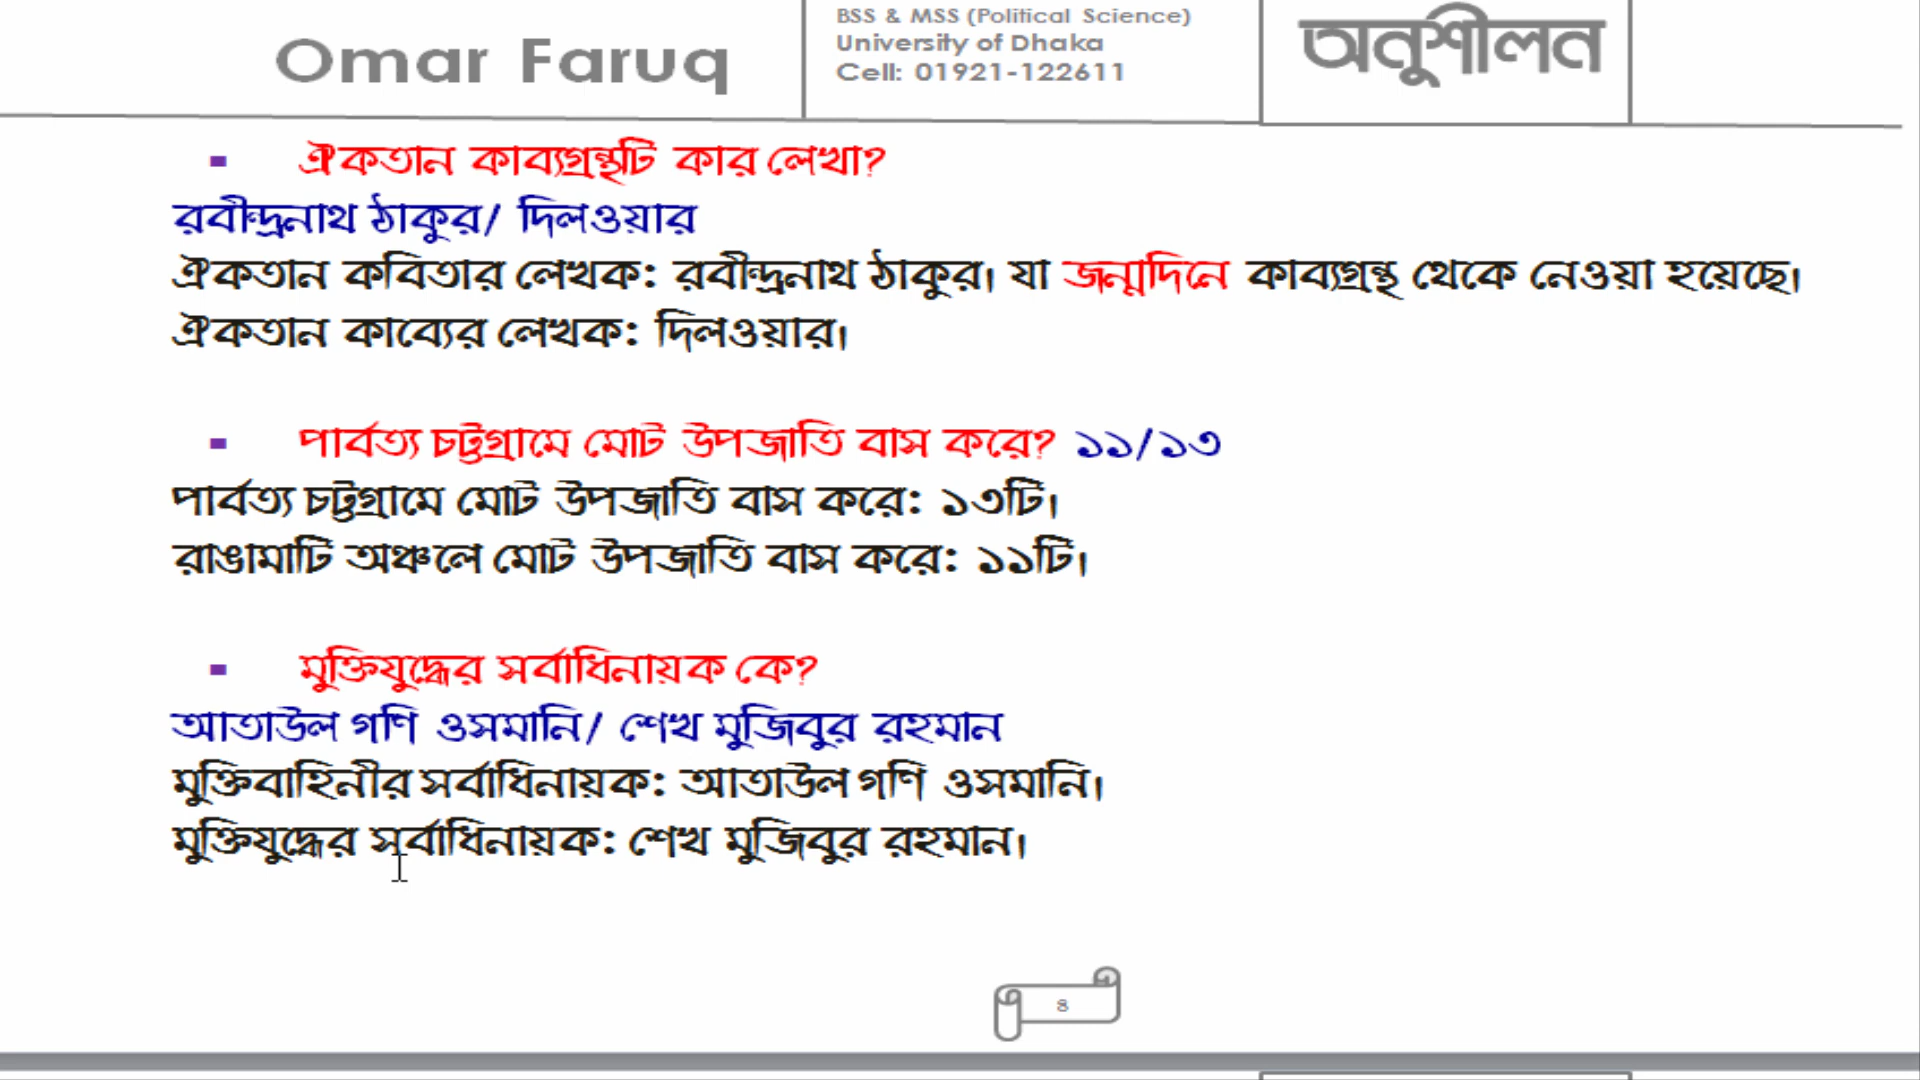 Omar Faruq
BSS & MSS (Political Science)
University of Dhaka
Cell: 01921-122611
অনুশীলন
▪ ঐকতান কাব্যগ্রন্থটি কার লেখা?
রবীন্দ্রনাথ ঠাকুর/ দিলওয়ার
ঐকতান কবিতার লেখক: রবীন্দ্রনাথ ঠাকুর। যা জন্মদিনে কাব্যগ্রন্থ থেকে নেওয়া হয়েছে।
ঐকতান কাব্যের লেখক: দিলওয়ার।
▪ পার্বত্য চট্টগ্রামে মোট উপজাতি বাস করে? ১১/১৩
পার্বত্য চট্টগ্রামে মোট উপজাতি বাস করে: ১৩টি।
রাঙামাটি অঞ্চলে মোট উপজাতি বাস করে: ১১টি।
▪ মুক্তিযুদ্ধের সর্বাধিনায়ক কে?
আতাউল গণি ওসমানি/ শেখ মুজিবুর রহমান
মুক্তিবাহিনীর সর্বাধিনায়ক: আতাউল গণি ওসমানি।
মুক্তিযুদ্ধের সর্বাধিনায়ক: শেখ মুজিবুর রহমান।
৪